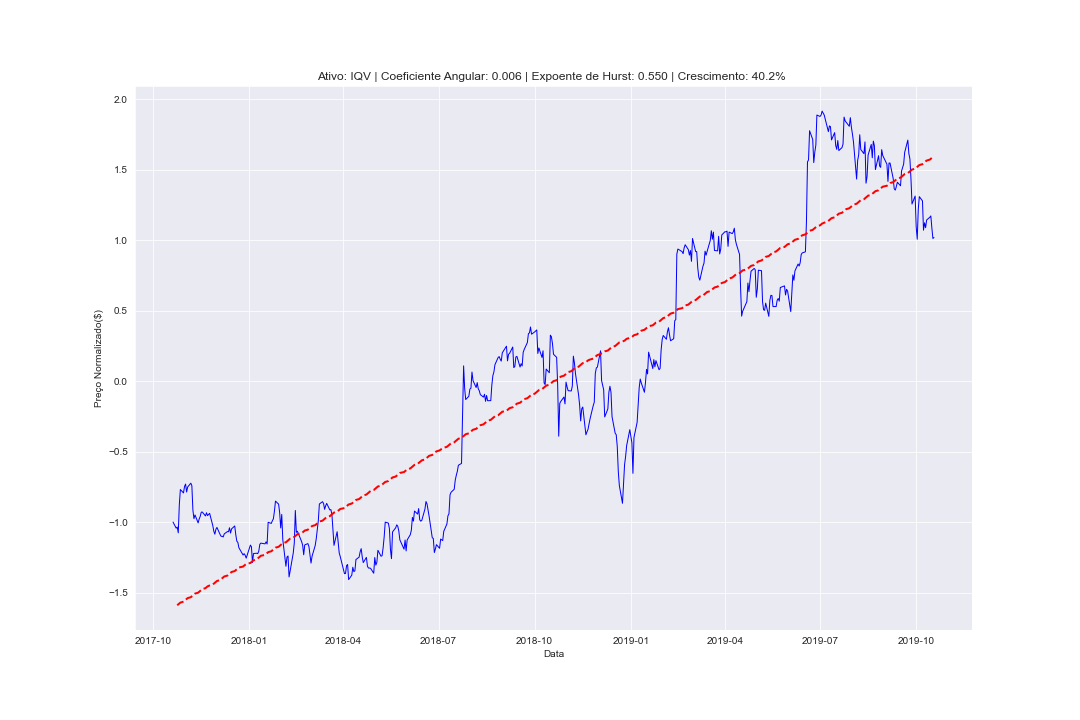 Ativo: IQV | Coeficiente Angular: 0.006 | Expoente de Hurst: 0.550 | Crescimento: 40.2%
2.0
1.5
1.0
0.5
0.0
−0.5
−1.0
−1.5
Preço Normalizado($)
2017-10 2018-01 2018-04 2018-07 2018-10 2019-01 2019-04 2019-07 2019-10
Data